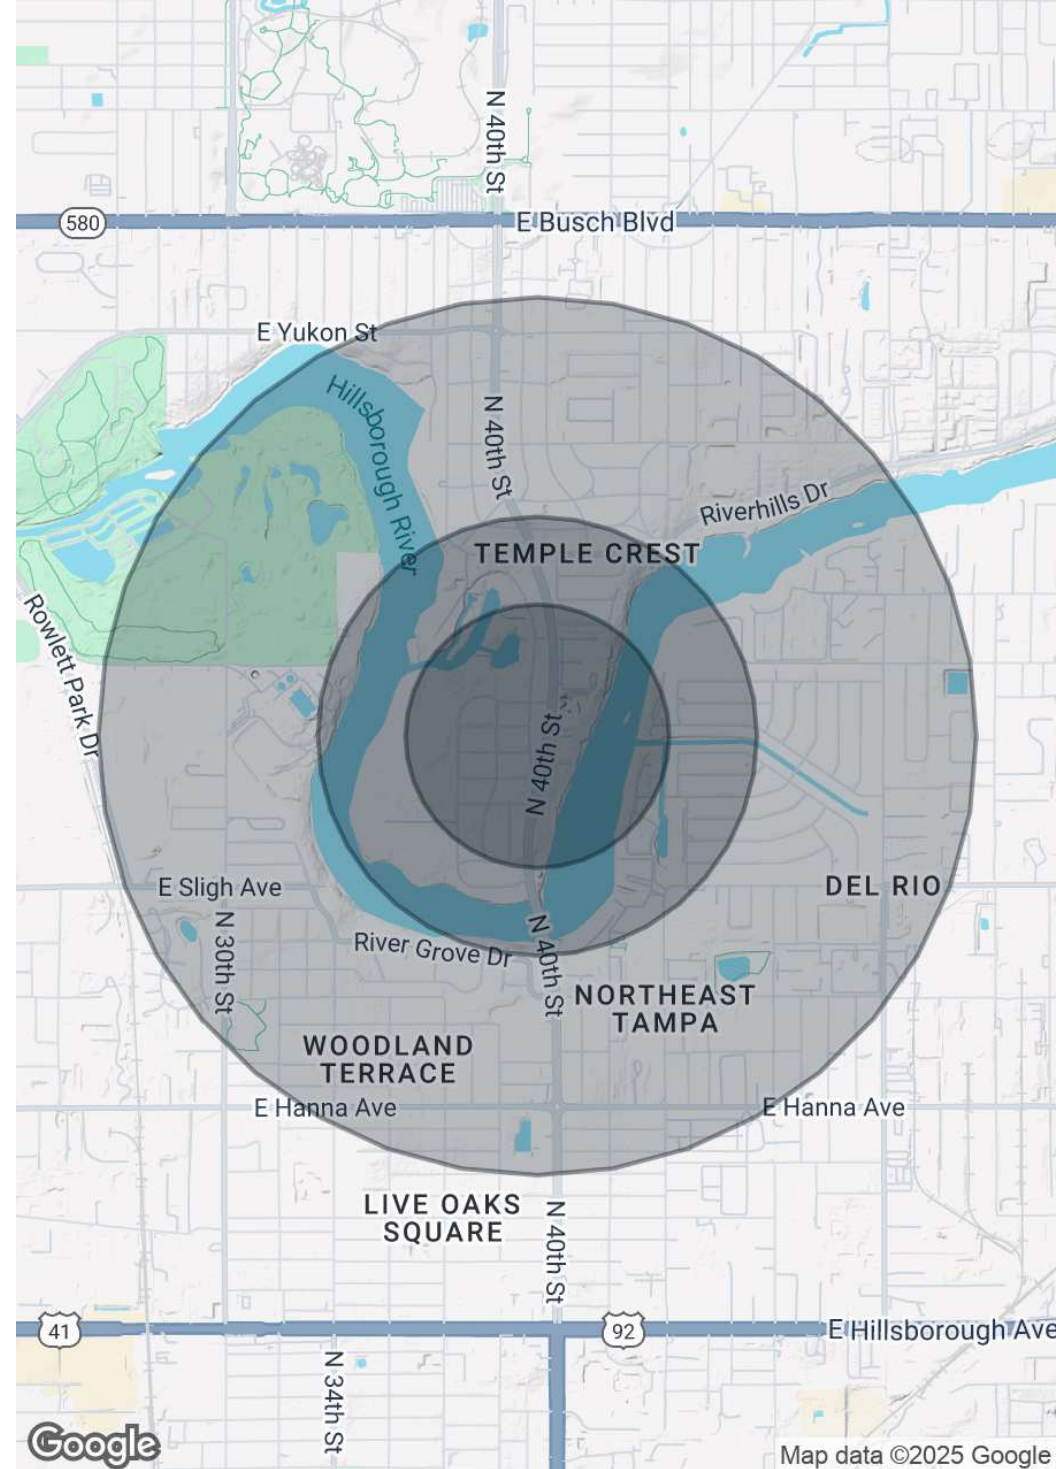 N 40th St
580
E Busch Blvd
E Yukon St
Hillsborough River
N 40th St
Riverhills Dr
TEMPLE CREST
Rowlett Park Dr
N 40th St
E Sligh Ave
DEL RIO
N 30th St
River Grove Dr
N 40th St
NORTHEAST
TAMPA
WOODLAND
TERRACE
E Hanna Ave
E Hanna Ave
LIVE OAKS
SQUARE
N 40th St
41
92
E Hillsborough Ave
N 34th St
Google
Map data ©2025 Google